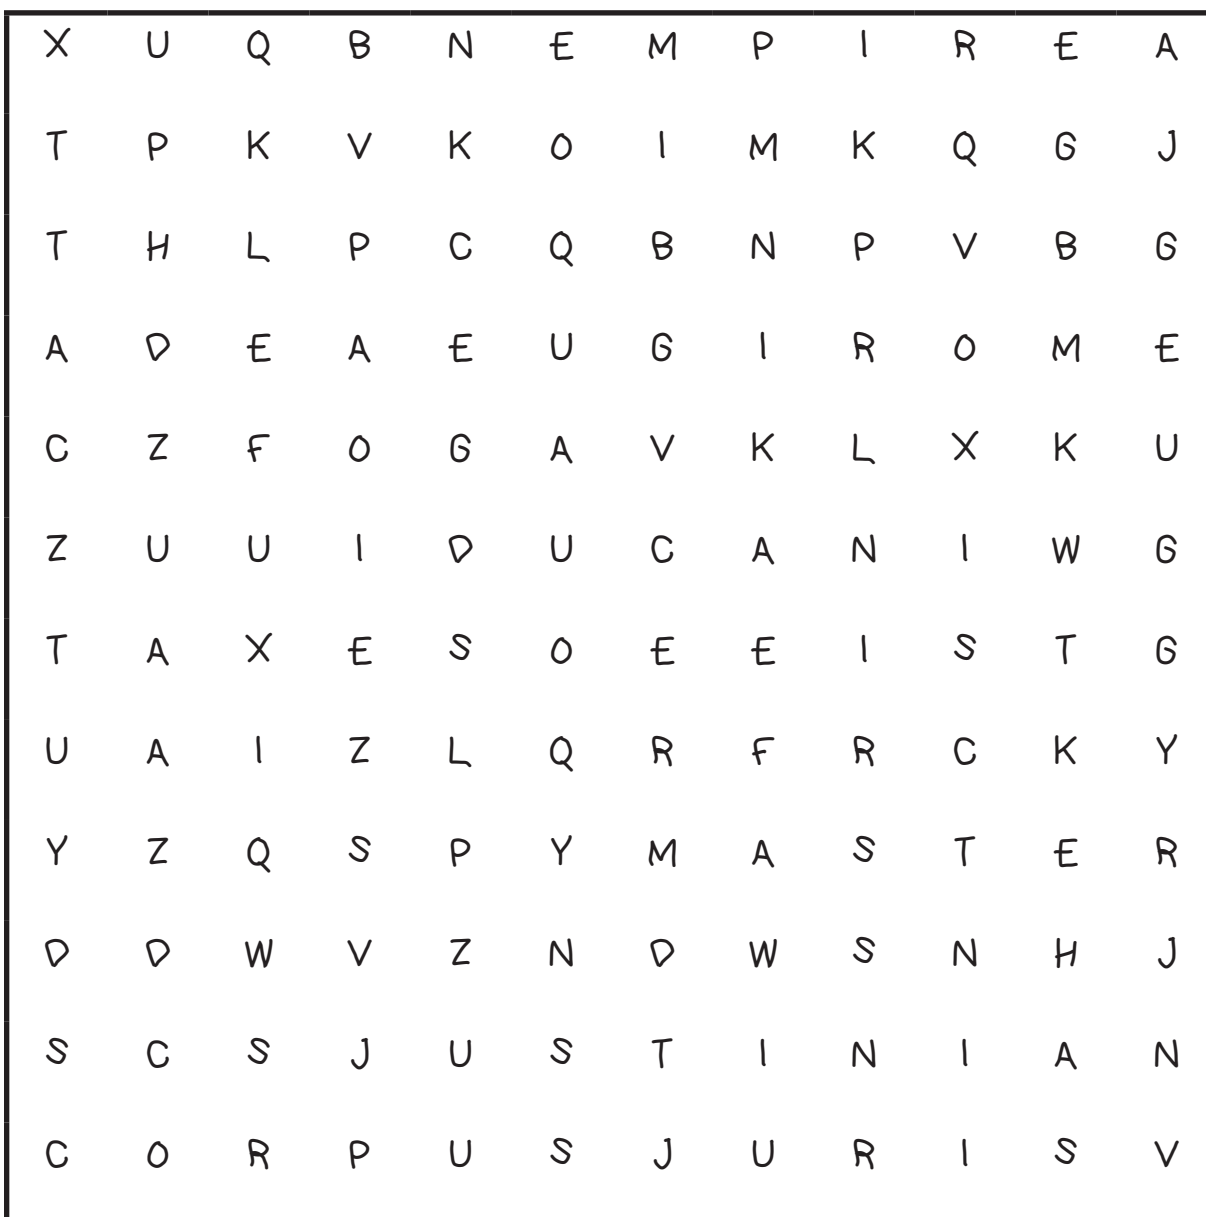 X U Q B N E M P I R E A
T P K V K O I M K Q G J
T H L P C Q B N P V B G
A D E A E U G I R O M E
C Z F O G A V K L X K U
Z U U I D U C A N I W G
T A X E S O E E I S T G
U A I Z L Q R F R C K Y
Y Z Q S P Y M A S T E R
D D W V Z N D W S N H J
S C S J U S T I N I A N
C O R P U S J U R I S V